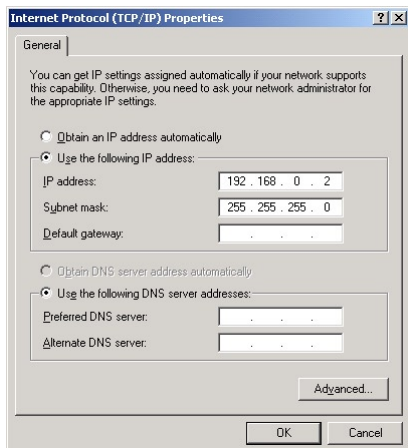 Internet Protocol (TCP/IP) Properties
General
You can get IP settings assigned automatically if your network supports
this capability. Otherwise, you need to ask your network administrator for
the appropriate IP settings.
Obtain an IP address automatically
Use the following IP address:
IP address: 192 . 168 . 0 . 2
Subnet mask: 255 . 255 . 255 . 0
Default gateway: . . .
Obtain DNS server address automatically
Use the following DNS server addresses:
Preferred DNS server: . . .
Alternate DNS server: . . .
Advanced...
OK Cancel